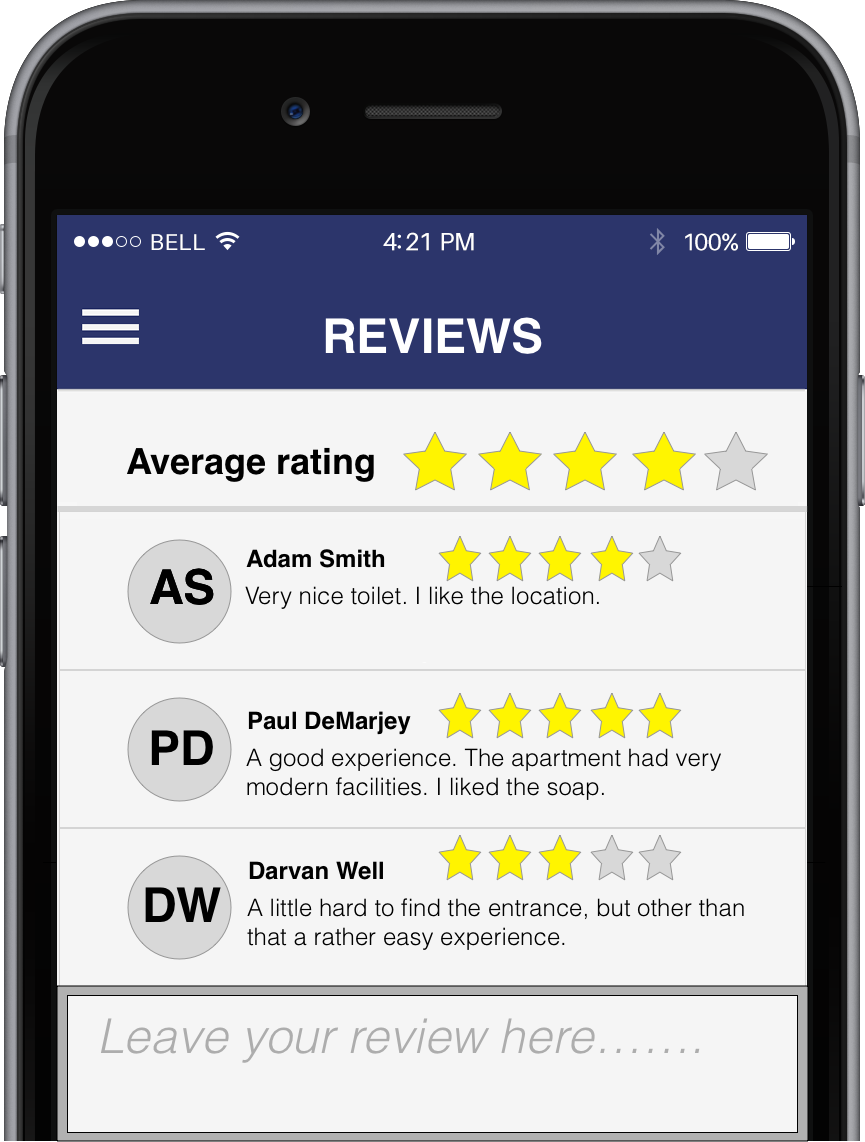 BELL 4:21 PM 100%
REVIEWS
Average rating
AS
Adam Smith
Very nice toilet. I like the location.
PD
Paul DeMarjey
A good experience. The apartment had very
modern facilities. I liked the soap.
DW
Darvan Well
A little hard to find the entrance, but other than
that a rather easy experience.
Leave your review here.......